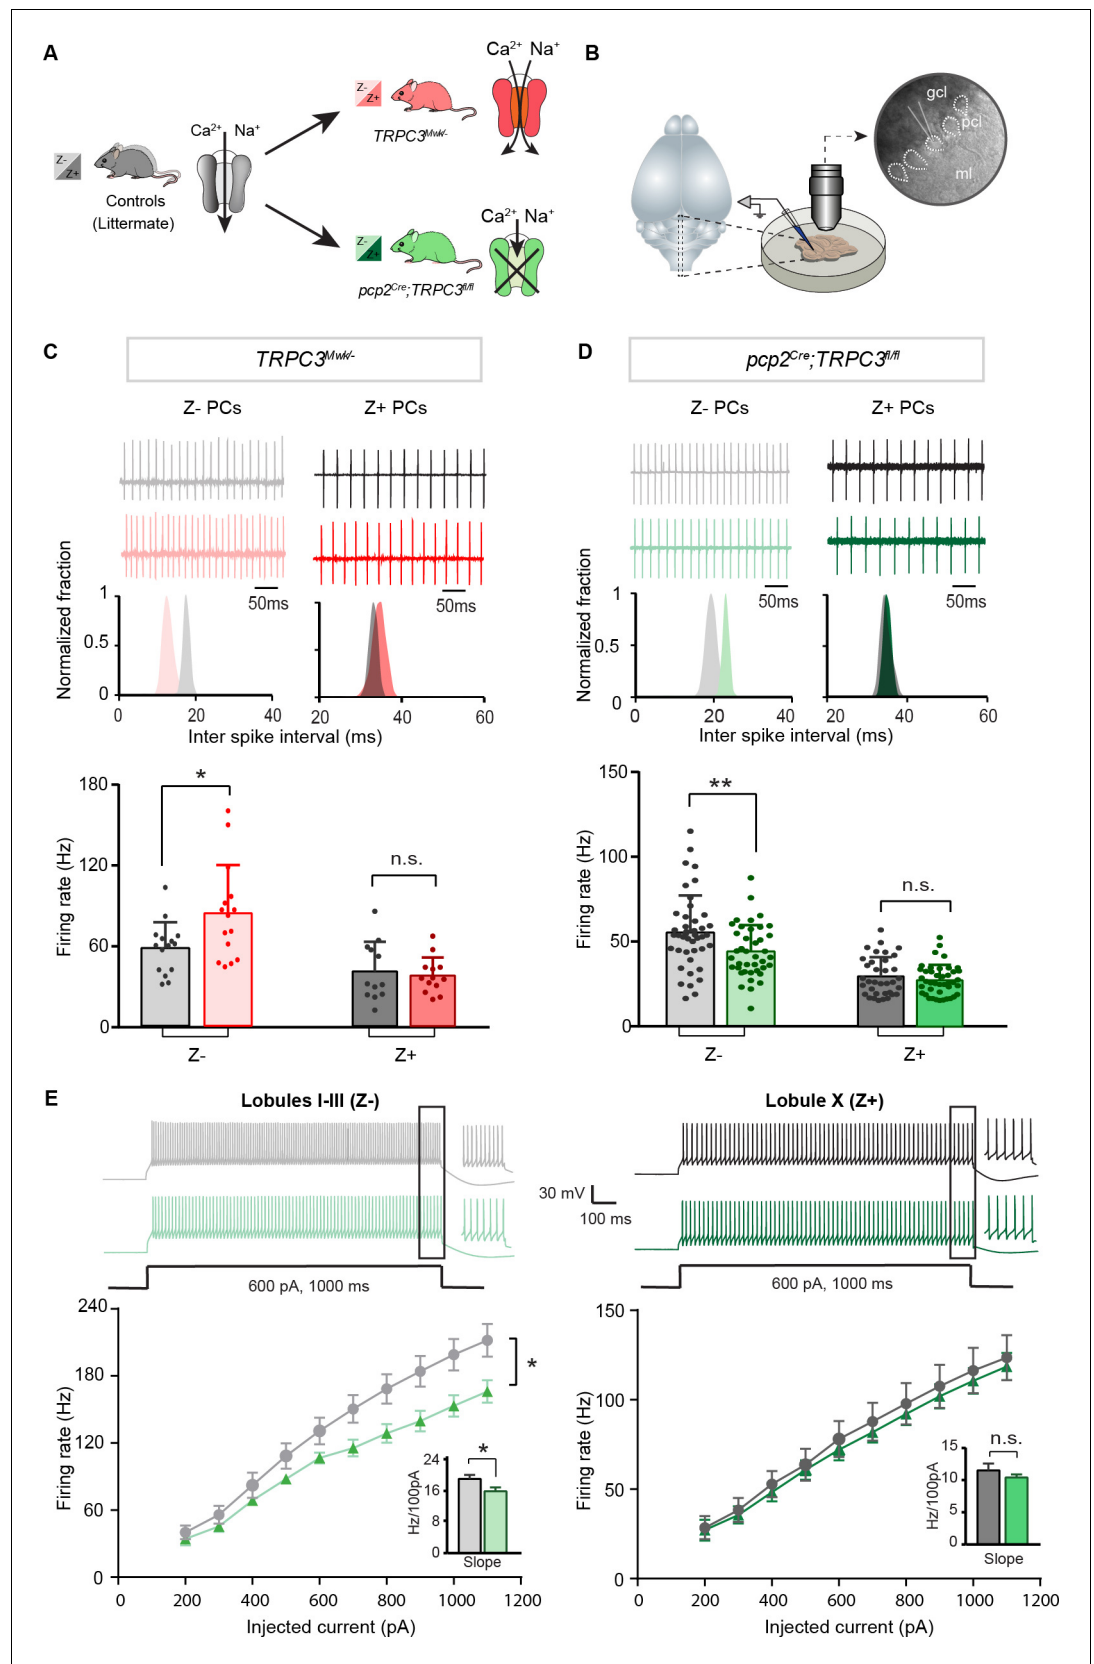 A
Z-
Z+
Controls
(Littermate)
Ca2+ Na+
Z-
Z+
TRPC3Mwk/-
Ca2+ Na+
Z-
Z+
pcp2Cre;TRPC3fl/fl
Ca2+ Na+
B
gcl
pcl
ml
C
TRPC3Mwk/-
Z- PCs
Z+ PCs
50ms
50ms
Normalized fraction
1
0.5
0
0
20
40
20
40
60
Inter spike interval (ms)
Firing rate (Hz)
180
120
60
0
*
n.s.
Z-
Z+
D
pcp2Cre;TRPC3fl/fl
Z- PCs
Z+ PCs
50ms
50ms
Normalized fraction
1
0.5
0
0
20
40
20
40
60
Inter spike interval (ms)
Firing rate (Hz)
150
100
50
0
**
n.s.
Z-
Z+
E
Lobules I-III (Z-)
600 pA, 1000 ms
30 mV
100 ms
Lobule X (Z+)
600 pA, 1000 ms
Firing rate (Hz)
240
180
120
60
0
*
Hz/100pA
24
16
8
0
*
Slope
0
200
400
600
800
1000
1200
Injected current (pA)
Firing rate (Hz)
150
100
50
0
Hz/100pA
15
10
5
0
n.s.
Slope
0
200
400
600
800
1000
1200
Injected current (pA)